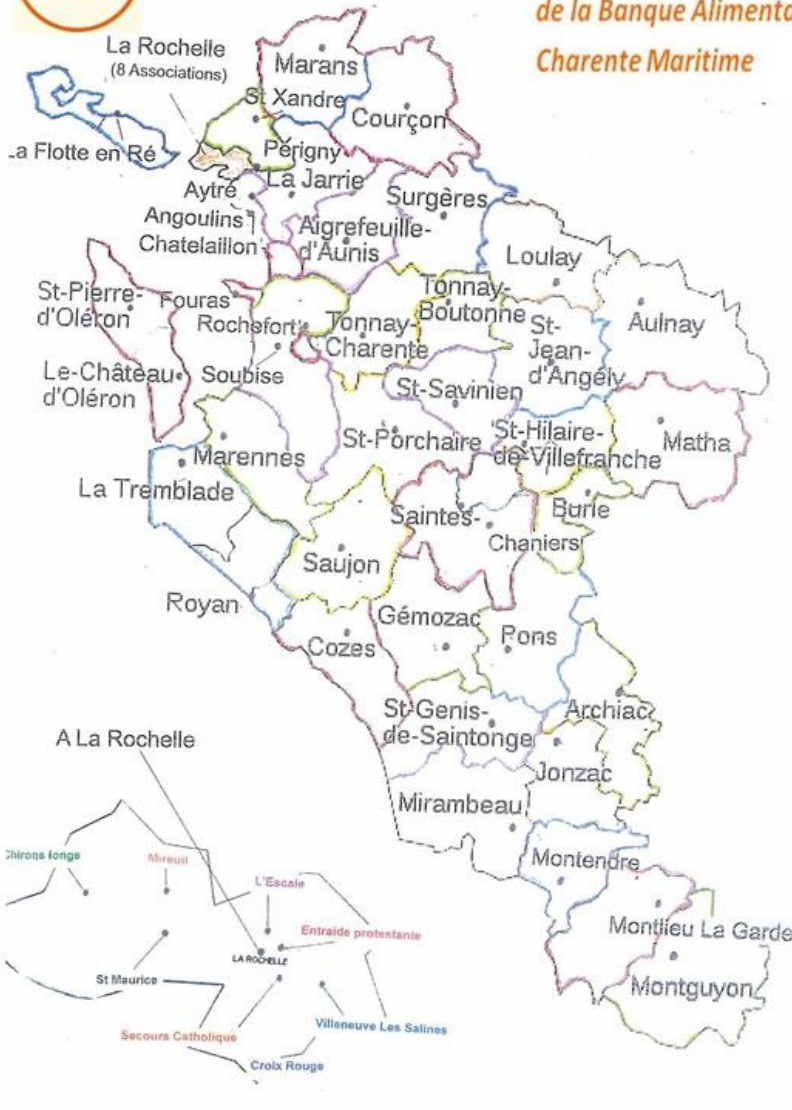 de la Banque Alimenta
Charente Maritime
La Rochelle
(8 Associations)
Marans
St Xandre
Courçon
La Flotte en Ré
Périgny
La Jarrie
Aytré
Surgères
Angoulins
Aigrefeuille-
d'Aunis
Chatelaillon
Loulay
St-Pierre-
d'Oléron
Fouras
Tonnay-
Boutonne
Rochefort
Tonnay-
Charente
St-
Jean-
d'Angély
Aulnay
Le-Château
d'Oléron
Soubise
St-Savinien
St-Porchaire
St-Hilaire-
de-Villefranche
Matha
Marennes
La Tremblade
Saintes-
Burie
Chaniers
Saujon
Royan
Gémozac
Cozes
Pons
St-Genis-
de-Saintonge
Archiac
A La Rochelle
Jonzac
Mirambeau
Montendre
Chirons longs
Mireuil
L'Escale
Entraide protestante
LA ROCHELLE
Montlieu La Garde
St Maurice
Montguyon
Secours Catholique
Villeneuve Les Salines
Croix Rouge